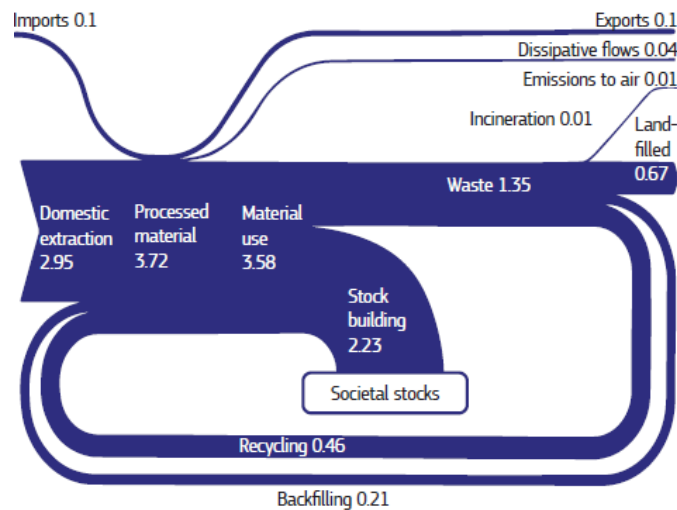 Imports 0.1
Exports 0.1
Dissipative flows 0.04
Emissions to air 0.01
Incineration 0.01
Land-
filled
0.67
Waste 1.35
Domestic
extraction
2.95
Processed
material
3.72
Material
use
3.58
Stock
building
2.23
Societal stocks
Recycling 0.46
Backfilling 0.21